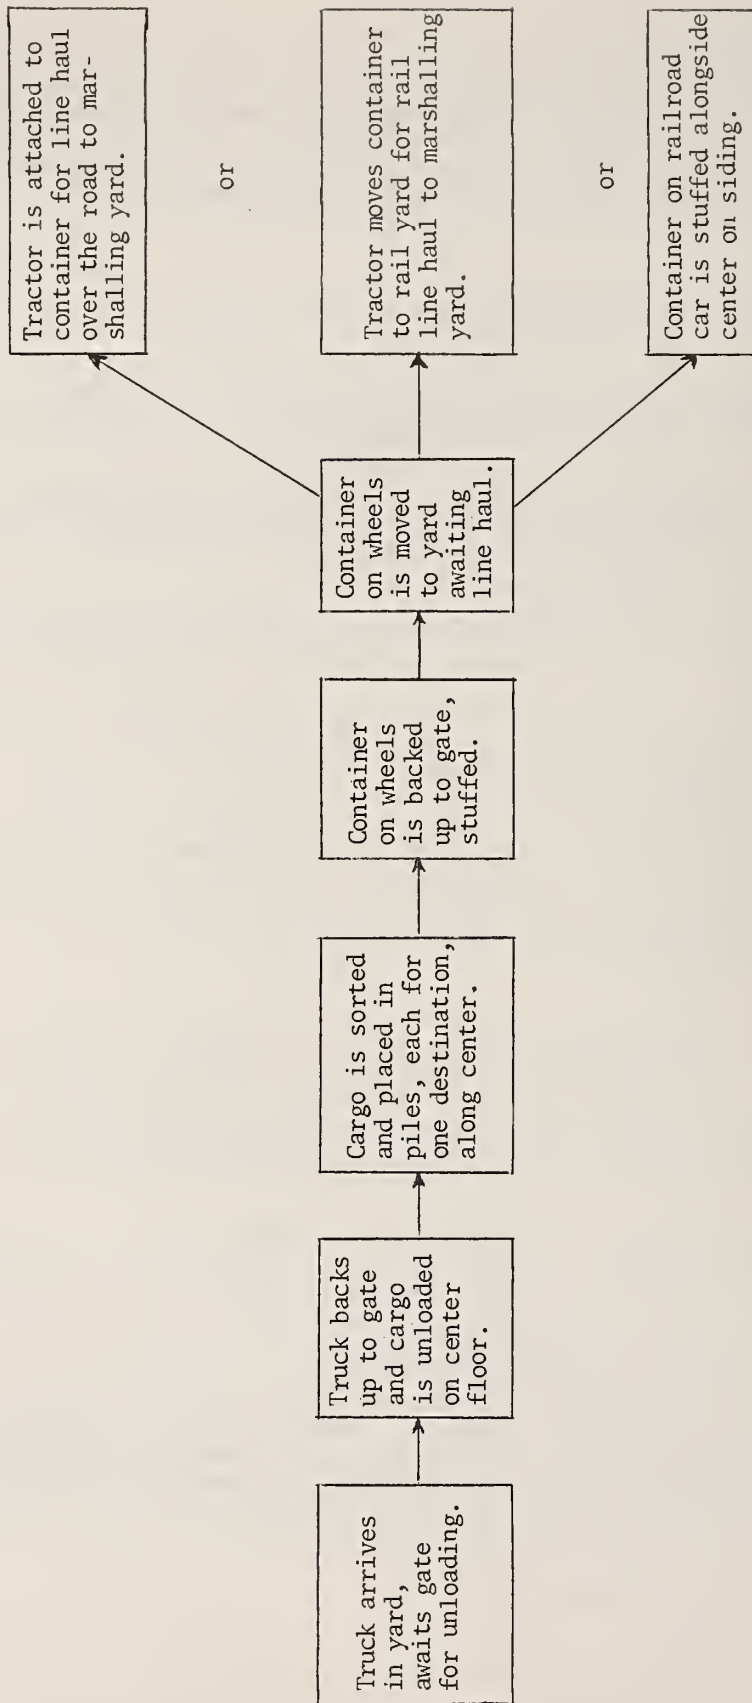 Truck arrives
in yard,
awaits gate
for unloading.
Truck backs
up to gate
and cargo
is unloaded
on center
floor.
Cargo is sorted
and placed in
piles, each for
one destination,
along center.
Container
on wheels
is backed
up to gate,
stuffed.
Container
on wheels
is moved
to yard
awaiting
line haul.
Tractor is attached to
container for line haul
over the road to mar-
shalling yard.
or
Tractor moves container
to rail yard for rail
line haul to marshalling
yard.
or
Container on railroad
car is stuffed alongside
center on siding.